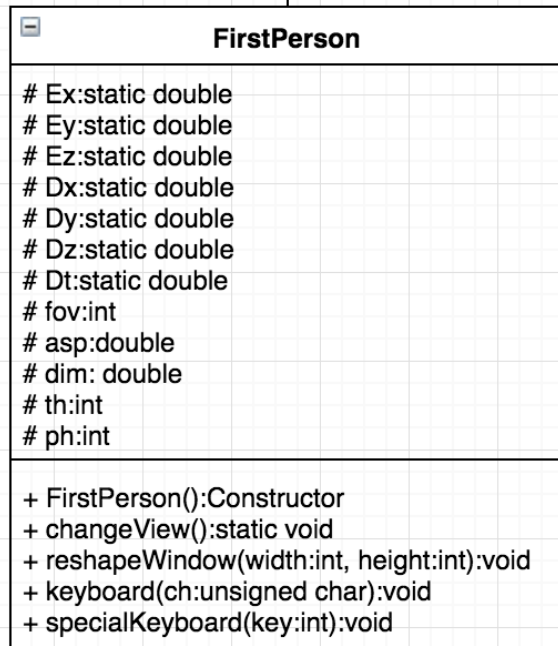 FirstPerson
# Ex:static double
# Ey:static double
# Ez:static double
# Dx:static double
# Dy:static double
# Dz:static double
# Dt:static double
# fov:int
# asp:double
# dim: double
# th:int
# ph:int
+ FirstPerson():Constructor
+ changeView():static void
+ reshapeWindow(width:int, height:int):void
+ keyboard(ch:unsigned char):void
+ specialKeyboard(key:int):void